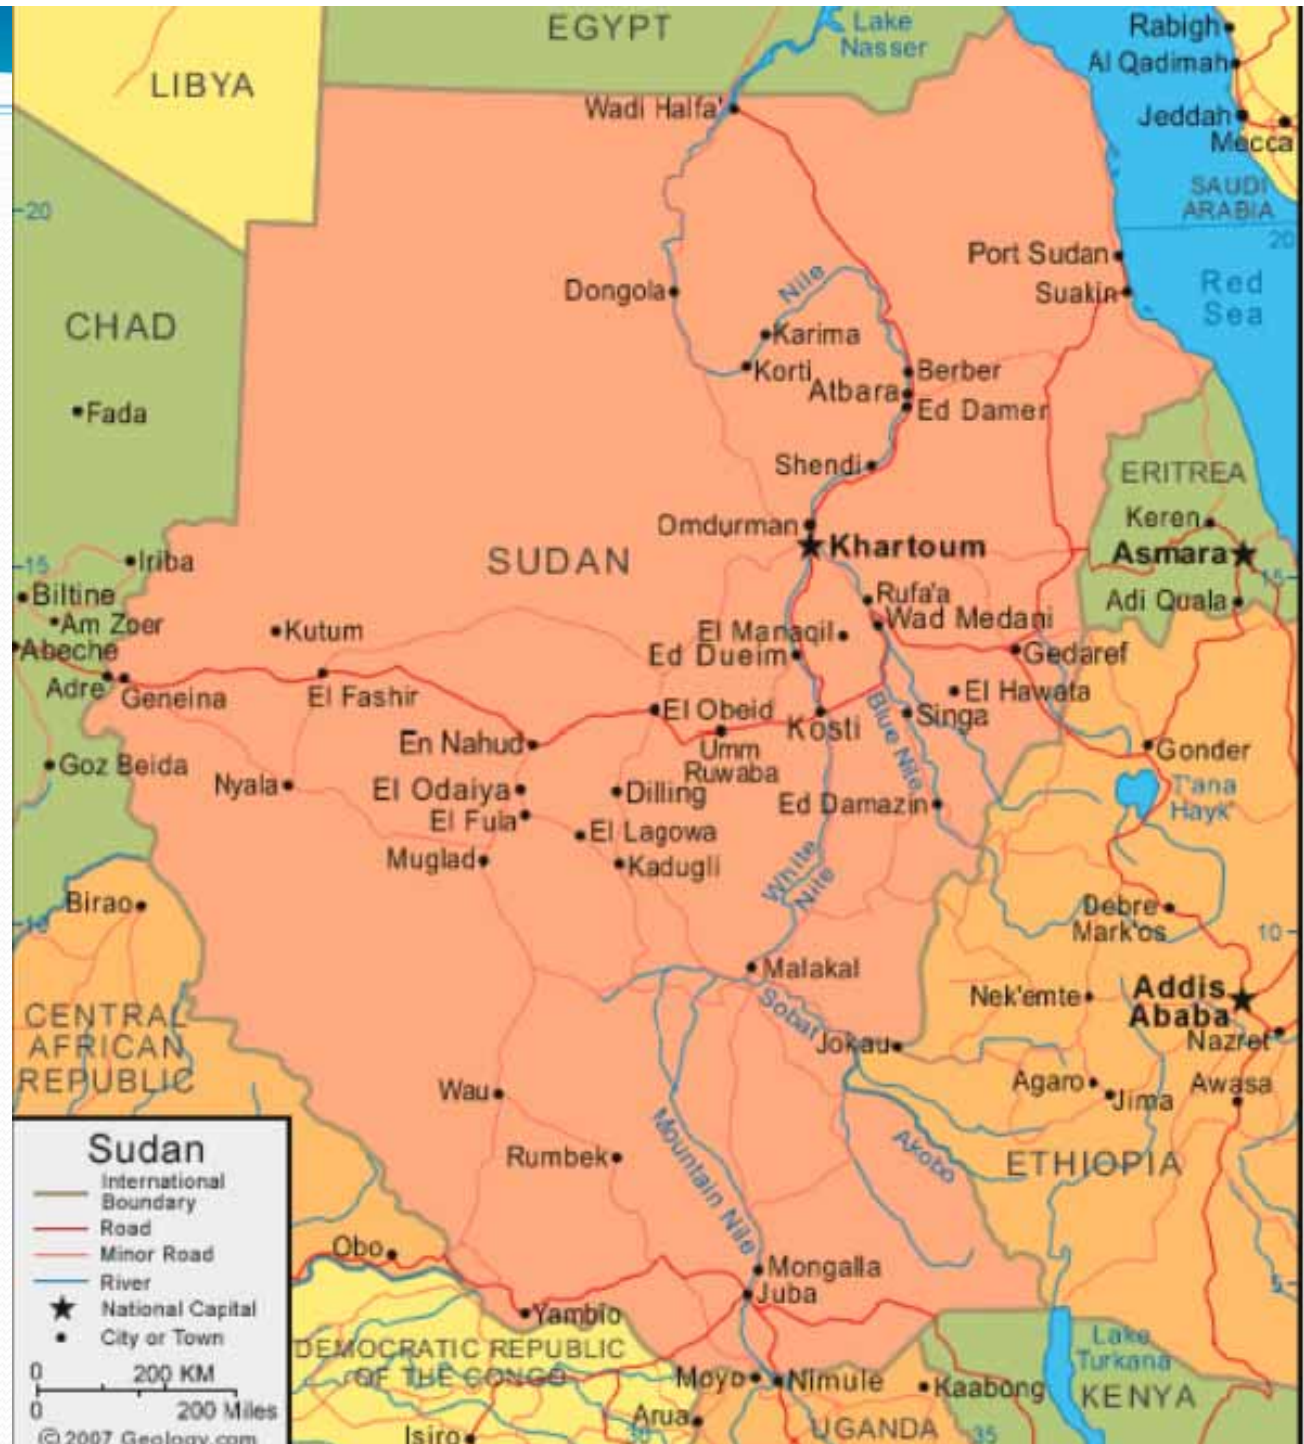 EGYPT
Lake
Nasser
Rabigh
Al Qadimah
LIBYA
Wadi Halfa'
Jeddah
Mecca
SAUDI
ARABIA
20
20
Port Sudan
Dongola
Nile
Suakin
Red
Sea
CHAD
Karima
Korti
Berber
Atbara
Ed Damer
Fada
Shendi
ERITREA
Omdurman
Keren
SUDAN
Khartoum
Asmara
Iriba
15
15
Biltine
Rufa'a
Adi Quala
Am Zoer
Kutum
El Manaqil
Wad Medani
Abeche
Ed Dueim
Gedaref
Adre
Geneina
El Fashir
El Hawata
El Obeid
Singa
En Nahud
Kosti
Blue Nile
Umm
Ruwaba
Gonder
Goz Beida
Nyala
El Odaiya
Dilling
Ed Damazin
T'ana
Hayk'
El Fula
El Lagowa
Muglad
Kadugli
White
Nile
Birao
Debre
Mark'os
10
10
Malakal
Nek'emte
Addis
Ababa
Sobat
CENTRAL
AFRICAN
REPUBLIC
Jokau
Nazret
Wau
Agaro
Jima
Awasa
Mountain Nile
Akobo
Rumbek
ETHIOPIA
Sudan
International
Boundary
Road
Minor Road
River
National Capital
City or Town
0
200 KM
0
200 Miles
© 2007 Geology.com
Obo
Mongalla
Juba
5
Yambio
DEMOCRATIC REPUBLIC
OF THE CONGO
Lake
Turkana
Moyo
Nimule
Kaabong
KENYA
Arua
UGANDA
Isiro
30
35